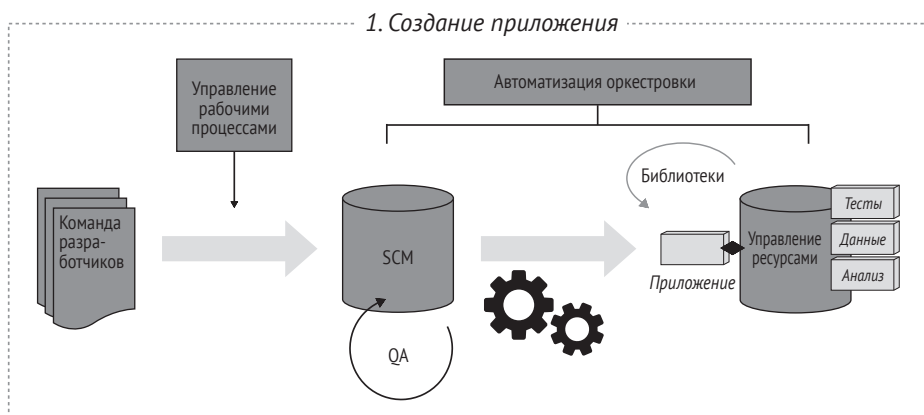 1. Создание приложения
Управление
рабочими
процессами
Автоматизация оркестровки
Команда
разра-
ботчиков
SCM
QA
Библиотеки
Приложение
Управление
ресурсами
Тесты
Данные
Анализ